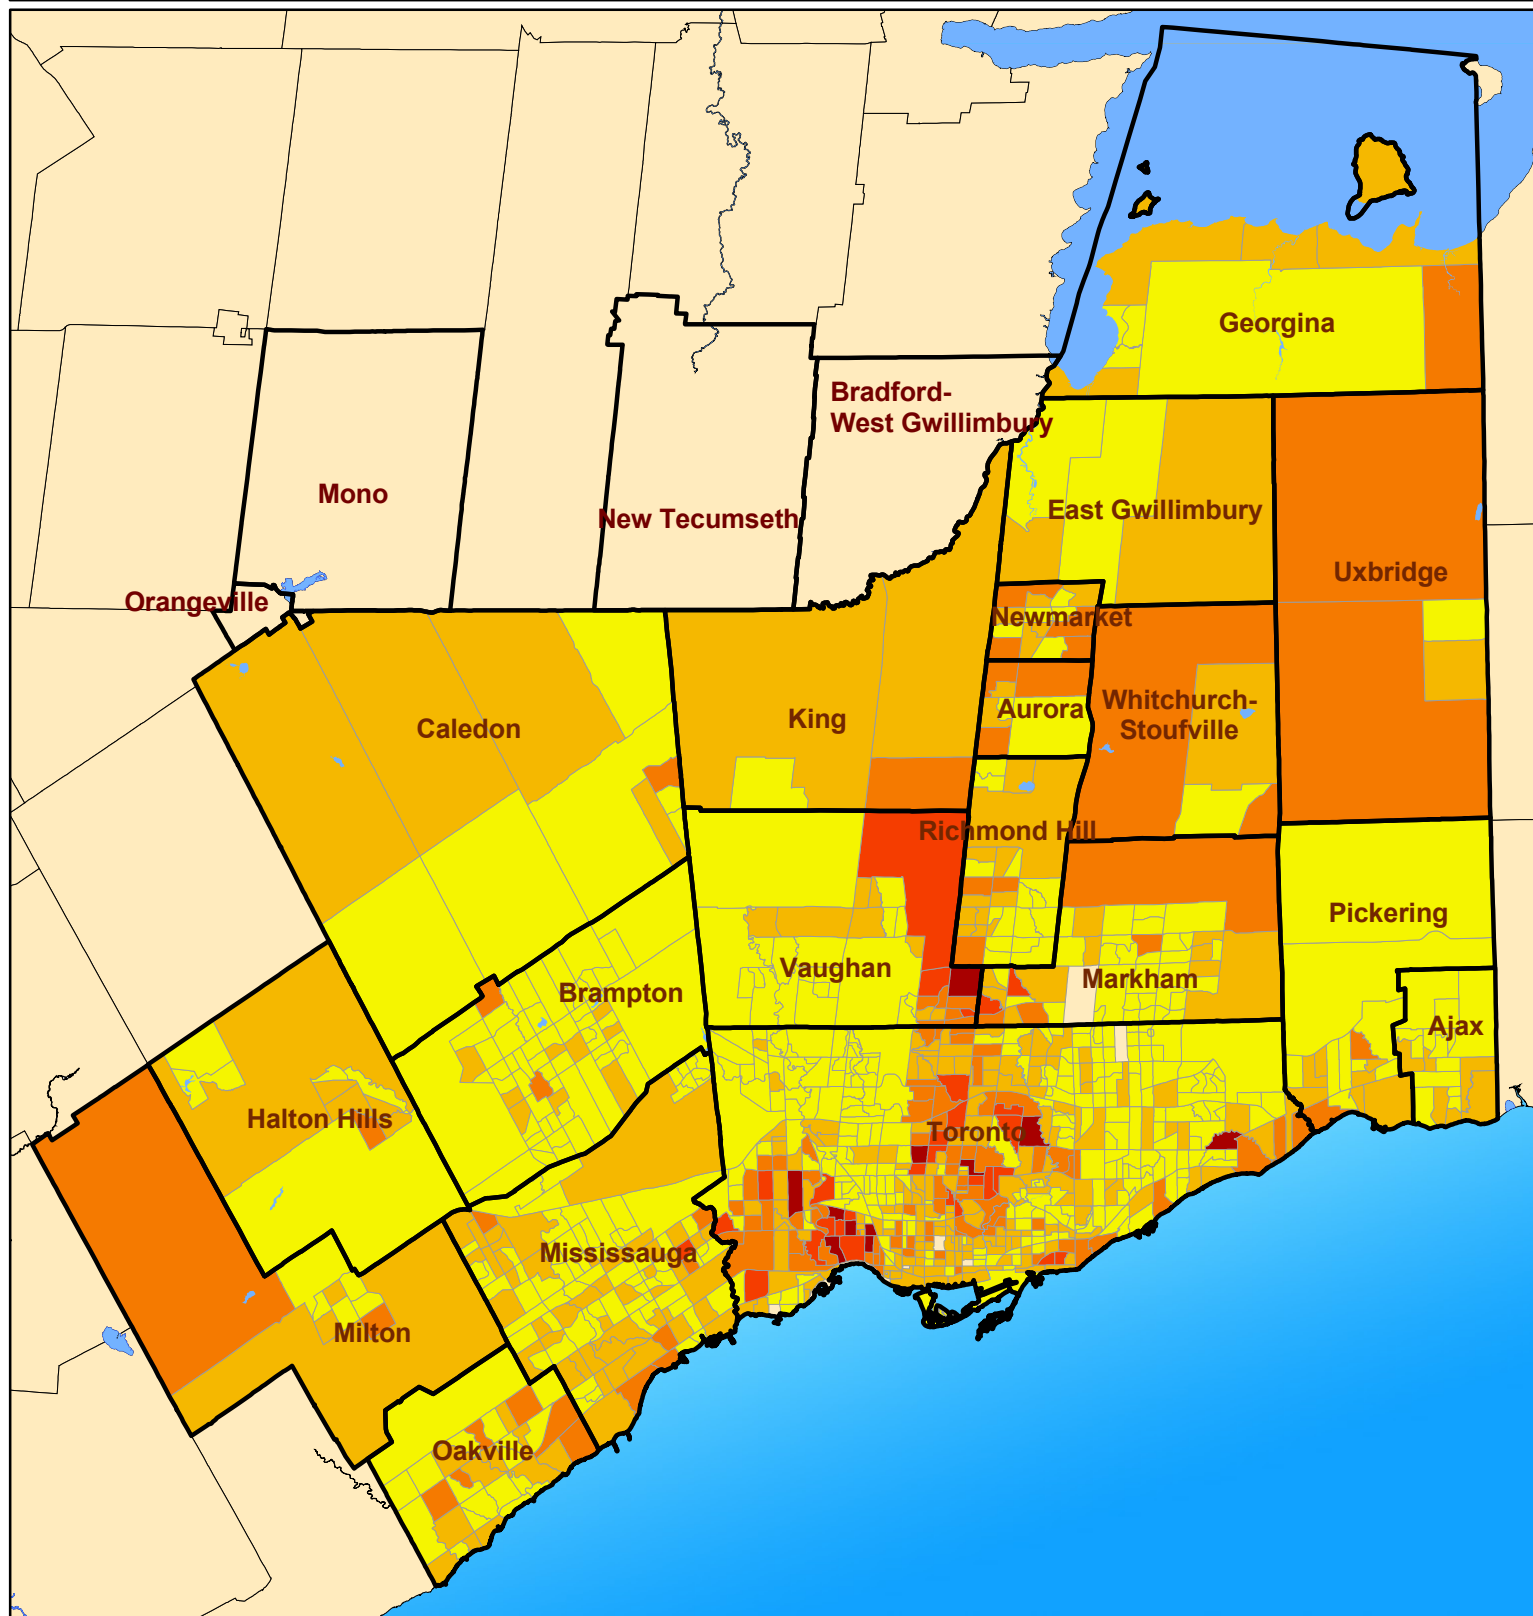 Georgina
Bradford-
West Gwillimbury
Mono
New Tecumseth
East Gwillimbury
Uxbridge
Orangeville
Newmarket
Caledon
King
Aurora
Whitchurch-
Stoufville
Richmond Hill
Pickering
Vaughan
Markham
Brampton
Ajax
Halton Hills
Toronto
Mississauga
Milton
Oakville